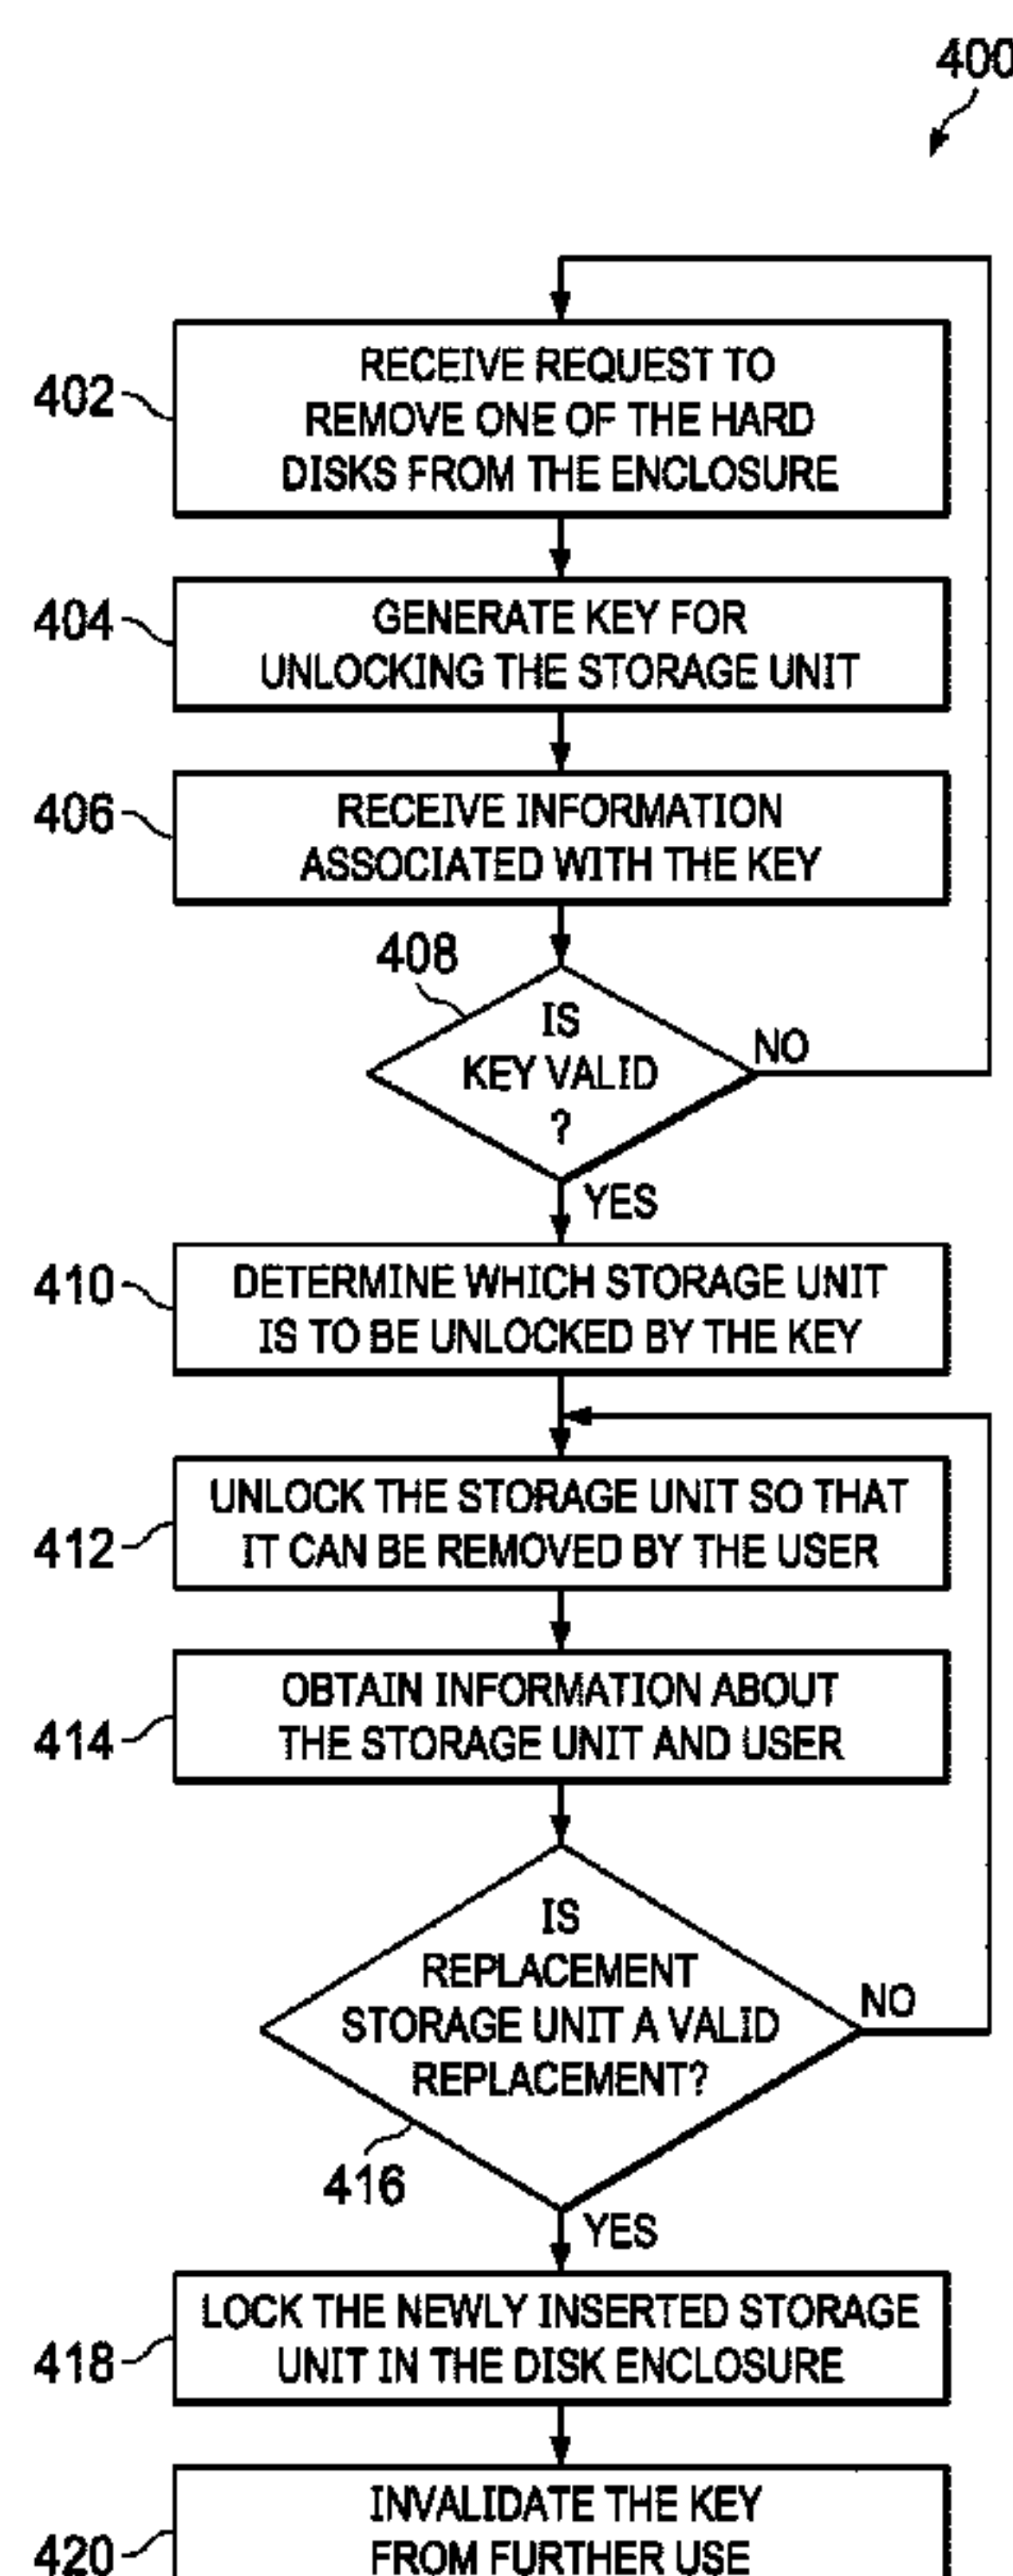 400
402
RECEIVE REQUEST TO
REMOVE ONE OF THE HARD
DISKS FROM THE ENCLOSURE
404
GENERATE KEY FOR
UNLOCKING THE STORAGE UNIT
406
RECEIVE INFORMATION
ASSOCIATED WITH THE KEY
408
IS
KEY VALID
?
NO
YES
410
DETERMINE WHICH STORAGE UNIT
IS TO BE UNLOCKED BY THE KEY
412
UNLOCK THE STORAGE UNIT SO THAT
IT CAN BE REMOVED BY THE USER
414
OBTAIN INFORMATION ABOUT
THE STORAGE UNIT AND USER
IS
REPLACEMENT
STORAGE UNIT A VALID
REPLACEMENT?
NO
416
YES
418
LOCK THE NEWLY INSERTED STORAGE
UNIT IN THE DISK ENCLOSURE
420
INVALIDATE THE KEY
FROM FURTHER USE